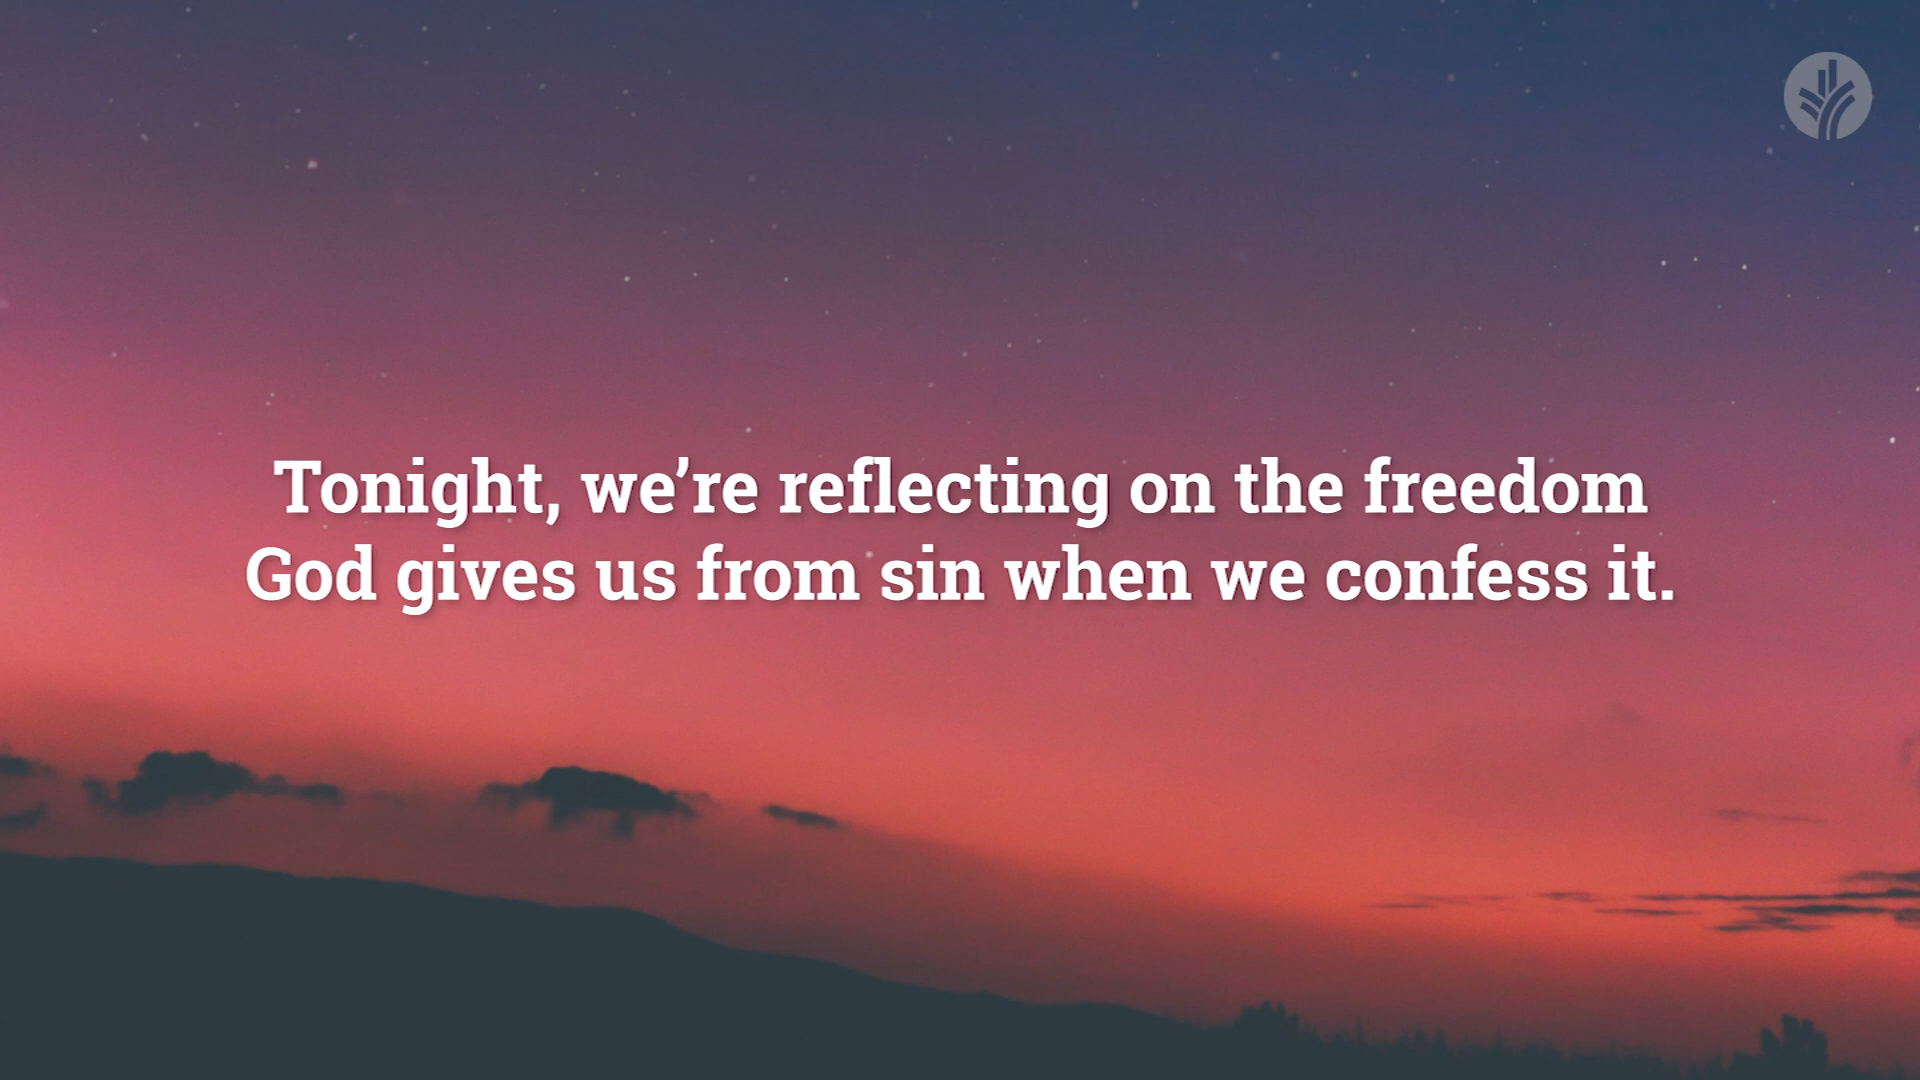 Tonight, we’re reflecting on the freedom
God gives us from sin when we confess it.